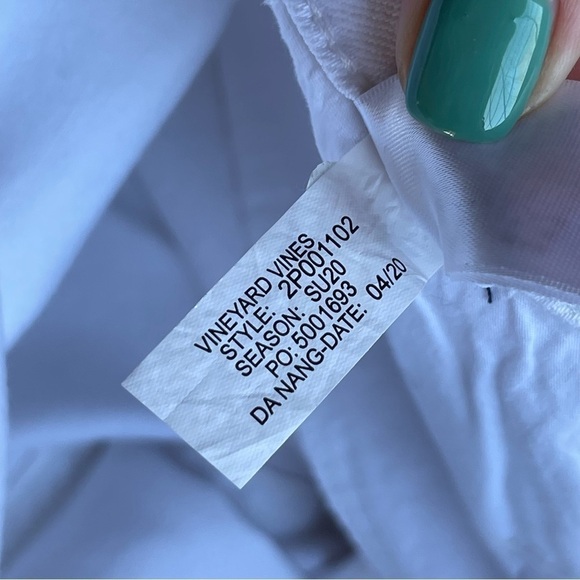 VINEYARD VINES
STYLE: 2P001102
SEASON: SU20
PO: 5001693
DA NANG-DATE: 04/20